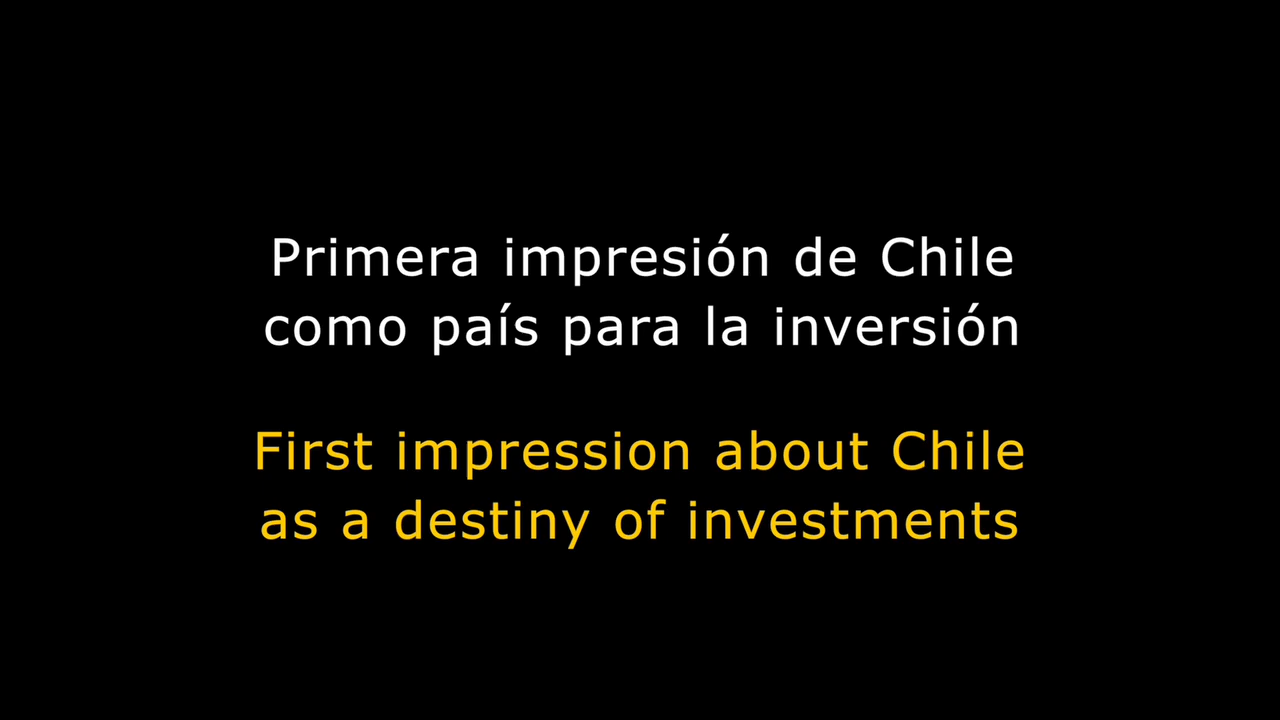 Primera impresión de Chile
como país para la inversión
First impression about Chile
as a destiny of investments